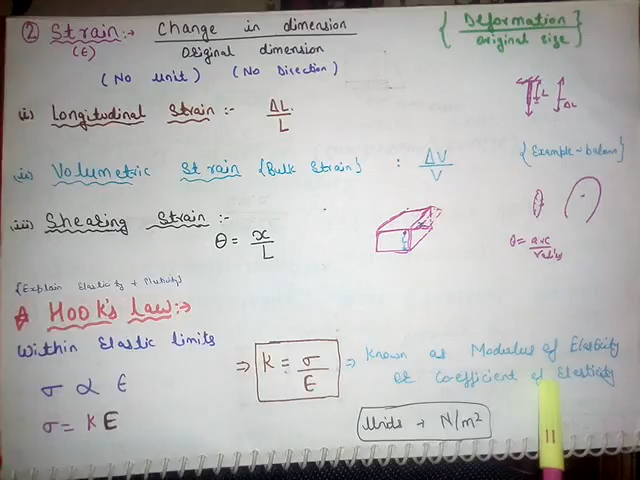 ② Strain :→ Change in dimension / Original dimension
{ Deformation / original size }
(ε)
(No Unit) (No Direction)
(i) Longitudinal Strain :- ΔL / L
L ΔL
(ii) Volumetric Strain {Bulk Strain} : ΔV / V
{Example - baloon}
(iii) Shearing Strain :-
θ = x / L
θ = arc / radius
{Explain Elasticity + Plasticity}
Hook's Law :→
Within Elastic limits
σ ∝ ε
σ = K E
⇒ K = σ / E ⇒ Known as Modulus of Elasticity
or Coefficient of Elasticity
Units → N/m²